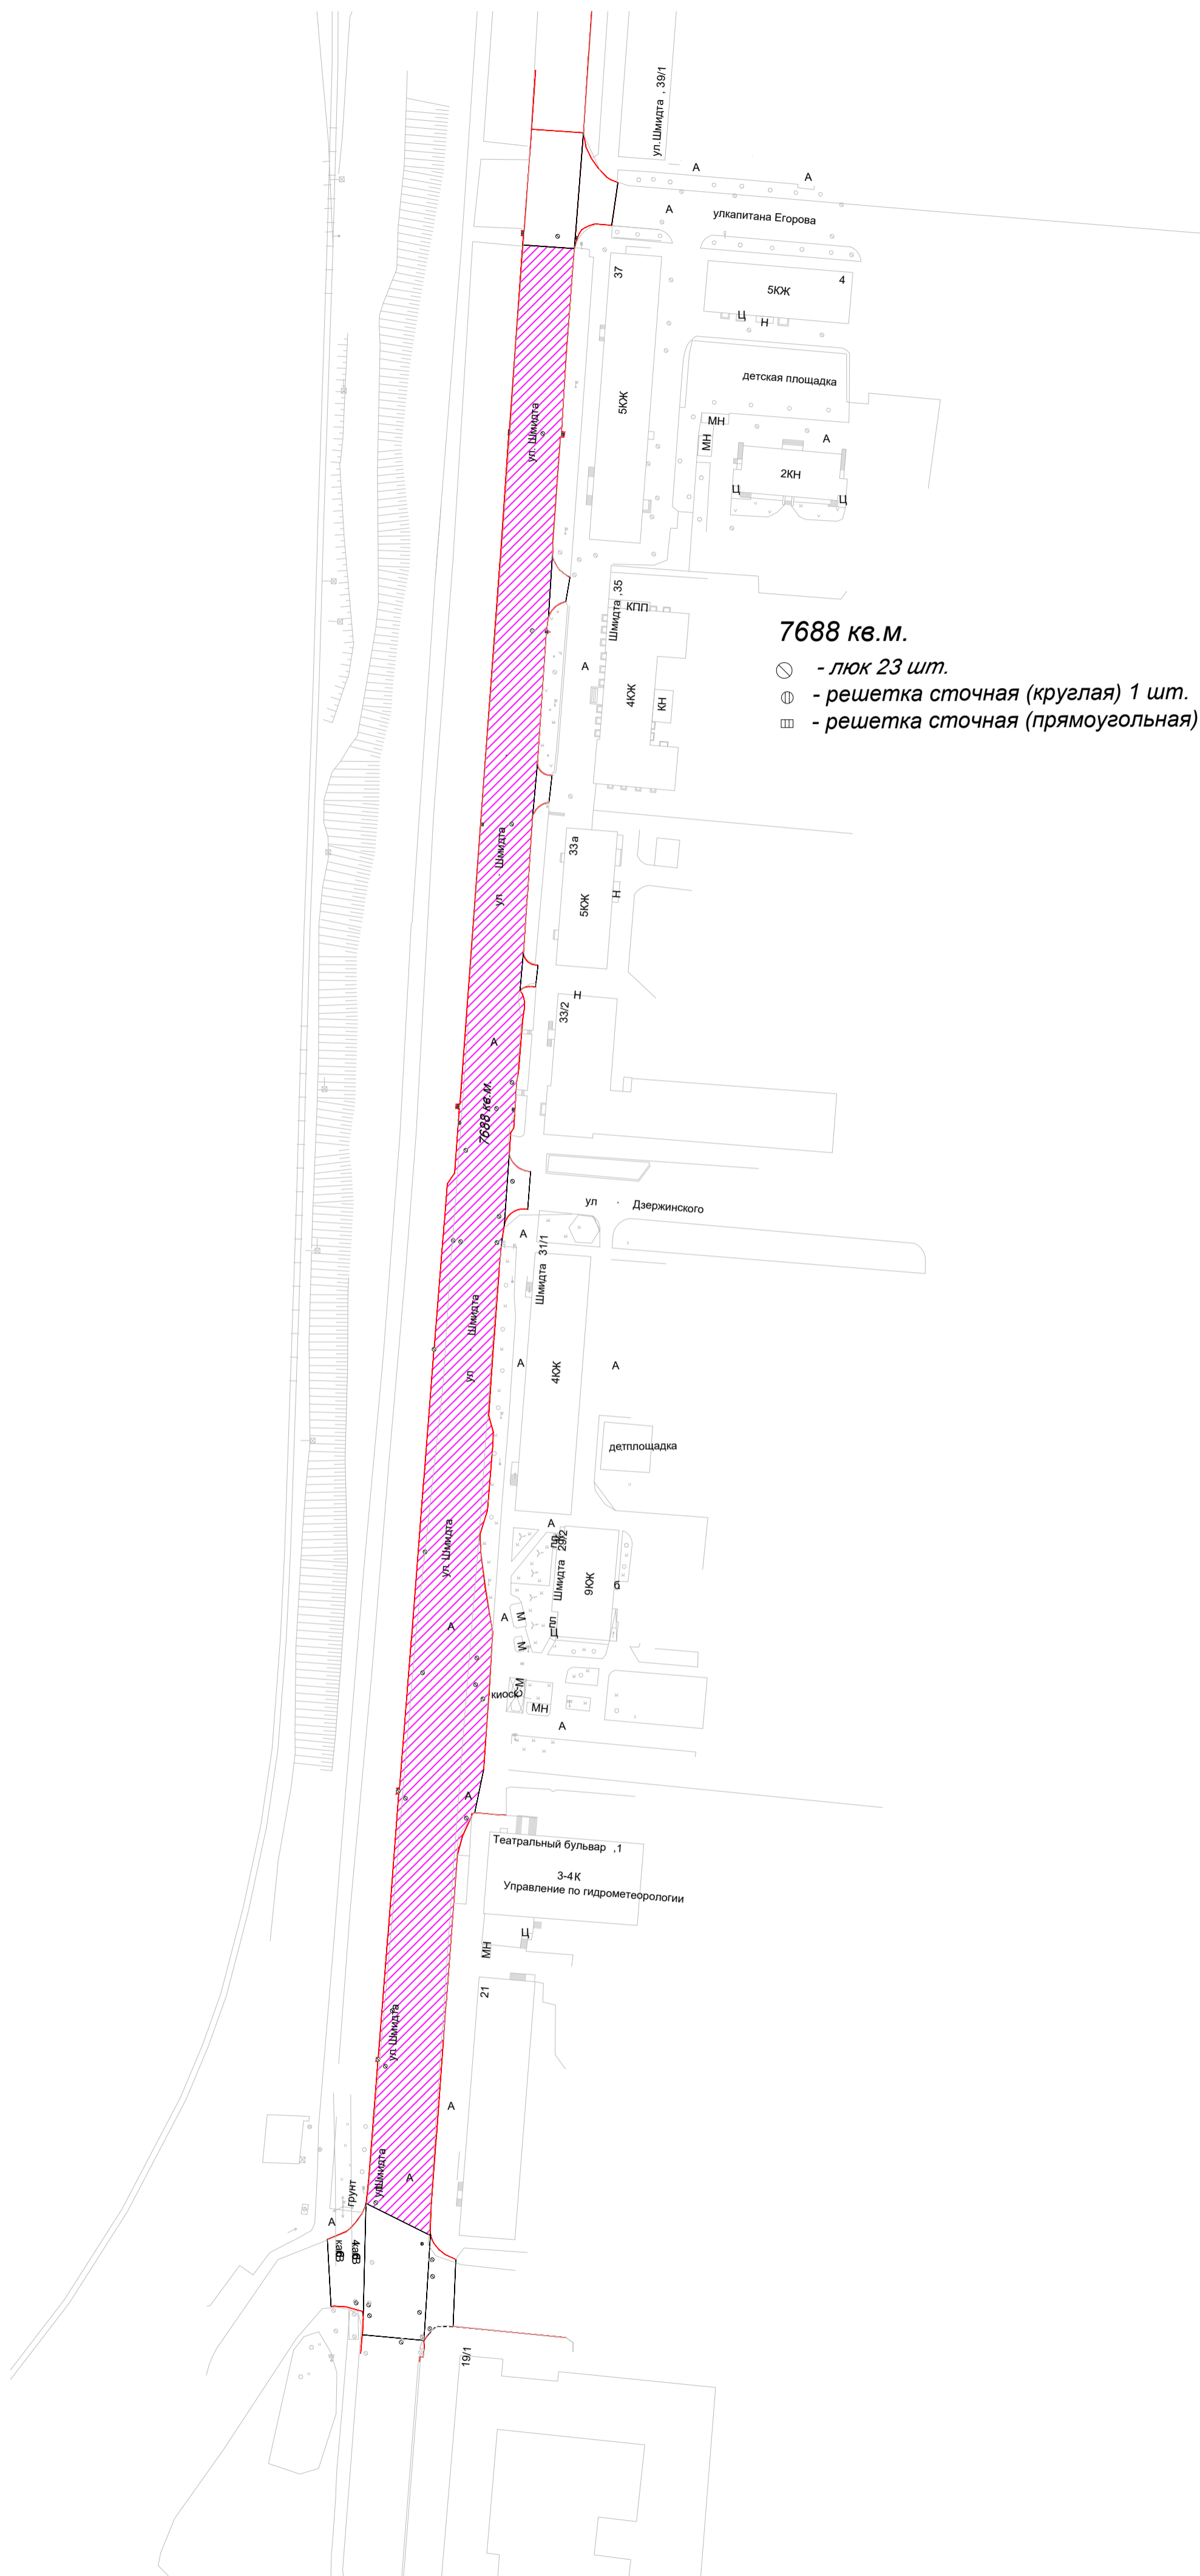 ул.Шмидта , 39/1
А
А
А
улкапитана Егорова
37
4
5КЖ
Ц
Н
детская площадка
5КЖ
ул. Шмидта
МН
МН
А
2КН
Ц
Ц
Шмидта ,35
КПП
7688 кв.м.
- люк 23 шт.
- решетка сточная (круглая) 1 шт.
- решетка сточная (прямоугольная)
А
4КЖ
КН
ул . Шмидта
33а
5КЖ
Н
Н
33/2
А
7688 кв.м.
ул . Дзержинского
А
Шмидта 31/1
ул . Шмидта
А
4КЖ
А
детплощадка
ул. Шмидта
А
Шмидта 29/2
9КЖ
б
А
А
М
М
пл
Ц
киоск
С
М
МН
А
А
Театральный бульвар ,1
3-4К
Управление по гидрометеорологии
Ц
МН
21
ул. Шмидта
А
А
грунт
А
19/1